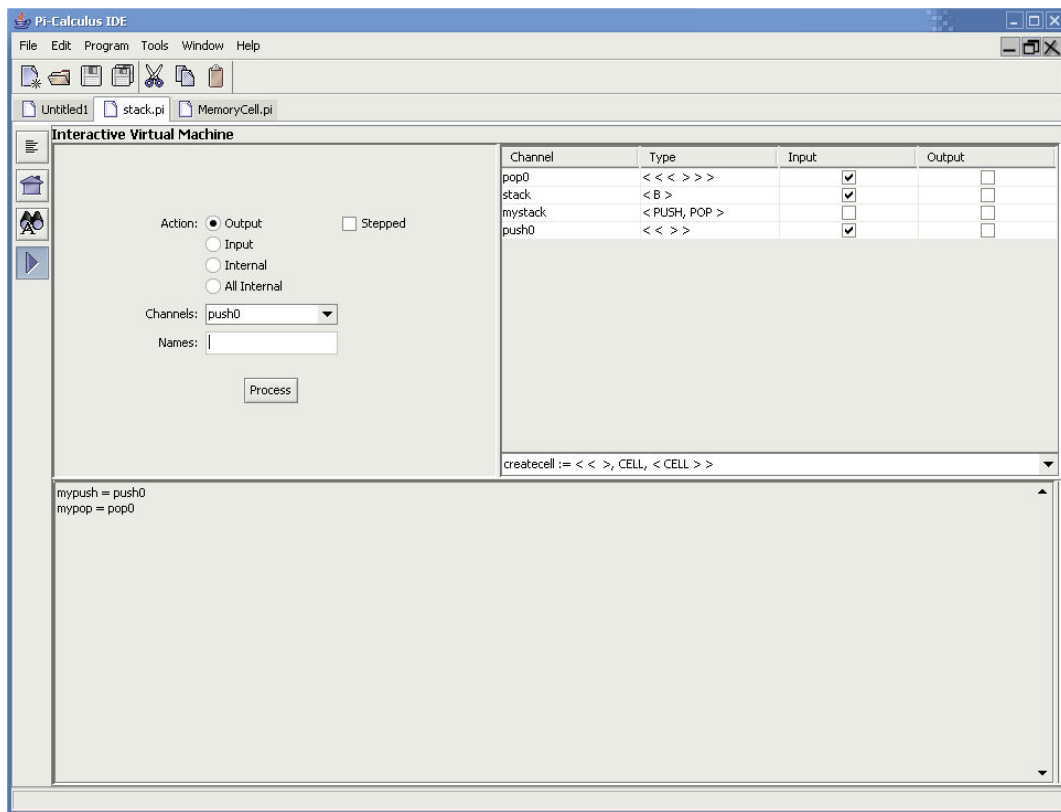 Pi-Calculus IDE
File Edit Program Tools Window Help
Untitled1 stack.pi MemoryCell.pi
Interactive Virtual Machine
Action: Output Stepped
Input
Internal
All Internal
Channels: push0
Names:
Process
Channel Type Input Output
pop0 < < < > > >
stack < B >
mystack < PUSH, POP >
push0 < < > >
createcell := < < >, CELL, < CELL > >
mypush = push0
mypop = pop0